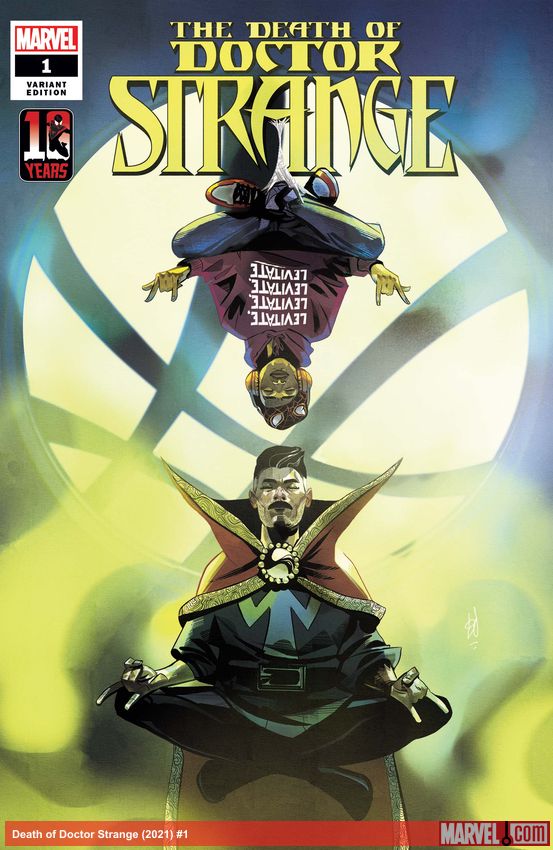 MARVEL
1
VARIANT
EDITION
10
YEARS
THE DEATH OF
DOCTOR
STRANGE
LEVITATE.
LEVITATE.
LEVITATE.
LEVITATE.
Death of Doctor Strange (2021) #1
MARVEL.com